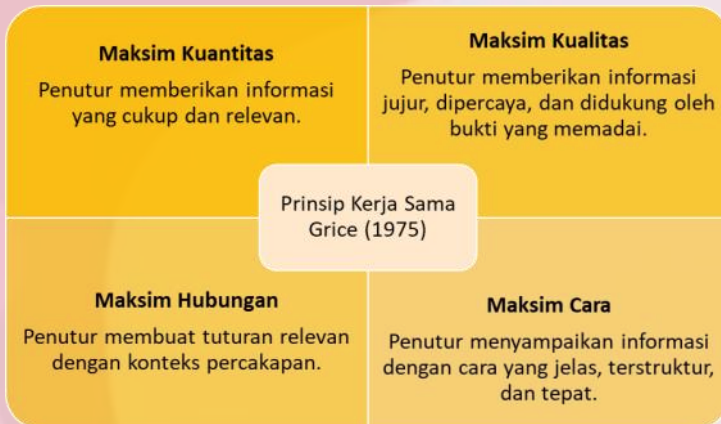 Maksim Kuantitas
Penutur memberikan informasi
yang cukup dan relevan.
Maksim Kualitas
Penutur memberikan informasi
jujur, dipercaya, dan didukung oleh
bukti yang memadai.
Prinsip Kerja Sama
Grice (1975)
Maksim Hubungan
Penutur membuat tuturan relevan
dengan konteks percakapan.
Maksim Cara
Penutur menyampaikan informasi
dengan cara yang jelas, terstruktur,
dan tepat.